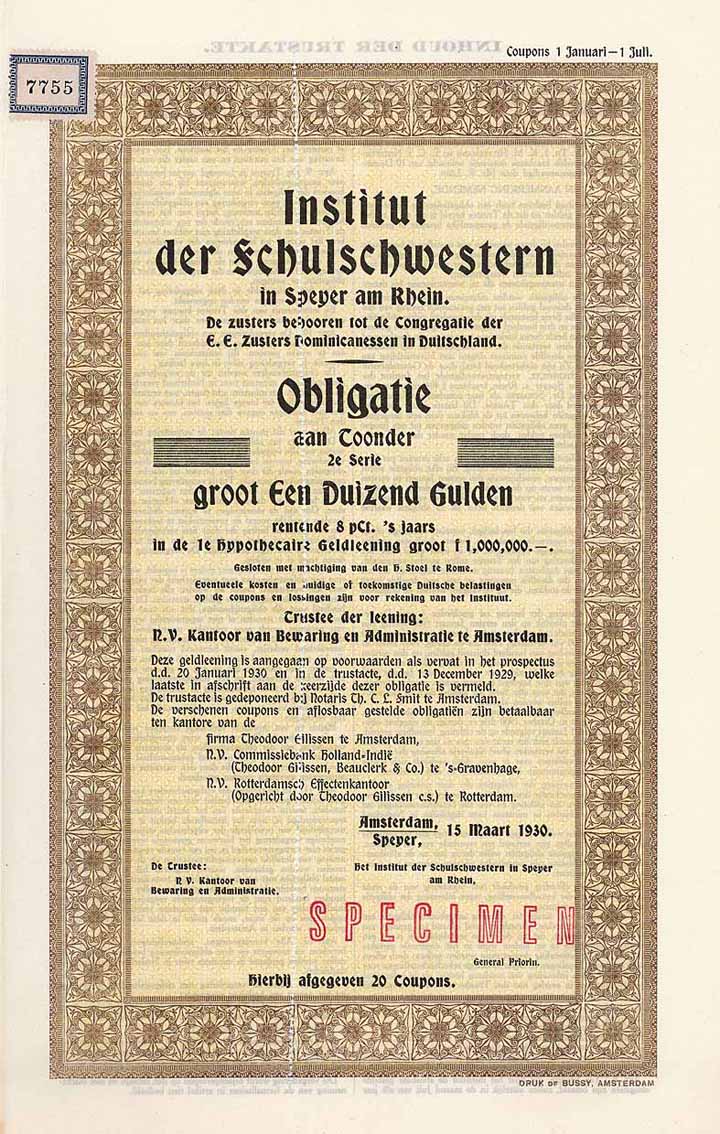 INHOUD DER TRUSTAKTE.
Coupons 1 Januari—1 Juli.
7755
Institut
der Schulschwestern
in Speyer am Rhein.
De zusters behooren tot de Congregatie der
E. E. Zusters Dominicanessen in Duitschland.
Obligatie
aan Toonder
2e Serie
groot Een Duizend Gulden
rentende 8 pCt. 's jaars
in de 1e Hypothecaire Geldleening groot f 1,000,000.—.
Gesloten met machtiging van den H. Stoel te Rome.
Eventueele kosten en huidige of toekomstige Duitsche belastingen
op de coupons en lossingen zijn voor rekening van het Instituut.
Trustee der leening:
N.V. Kantoor van Bewaring en Administratie te Amsterdam.
Deze geldleening is aangegaan op voorwaarden als vervat in het prospectus
d.d. 20 Januari 1930 en in de trustacte, d.d. 13 December 1929, welke
laatste in afschrift aan de keerzijde dezer obligatie is vermeld.
De trustacte is gedeponeerd bij Notaris Th. C. L. Smit te Amsterdam.
De verschenen coupons en aflosbaar gestelde obligatiën zijn betaalbaar
ten kantore van de
firma Theodoor Gilissen te Amsterdam,
N.V. Commissiebank Holland-Indië
(Theodoor Gilissen, Beauclerk & Co.) te 's-Gravenhage,
N.V. Rotterdamsch Effectenkantoor
(Opgericht door Theodoor Gilissen c.s.) te Rotterdam.
Amsterdam,
Speyer,
15 Maart 1930.
De Trustee:
N. V. Kantoor van
Bewaring en Administratie.
Het Institut der Schulschwestern in Speyer
am Rhein.
SPECIMEN
General Priorin.
Hierbij afgegeven 20 Coupons.
DRUK DE BUSSY, AMSTERDAM